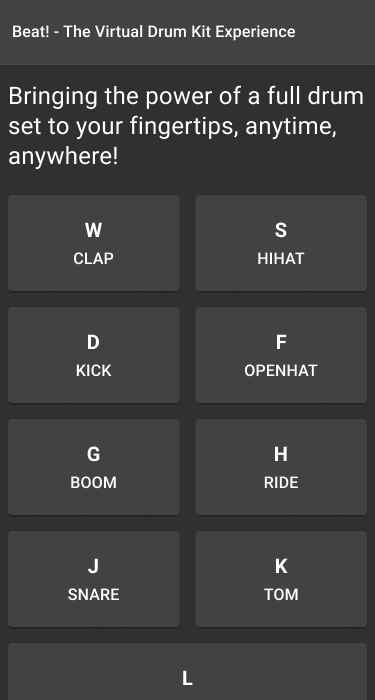 Beat! - The Virtual Drum Kit Experience
Bringing the power of a full drum
set to your fingertips, anytime,
anywhere!
W
CLAP
S
HIHAT
D
KICK
F
OPENHAT
G
BOOM
H
RIDE
J
SNARE
K
TOM
L